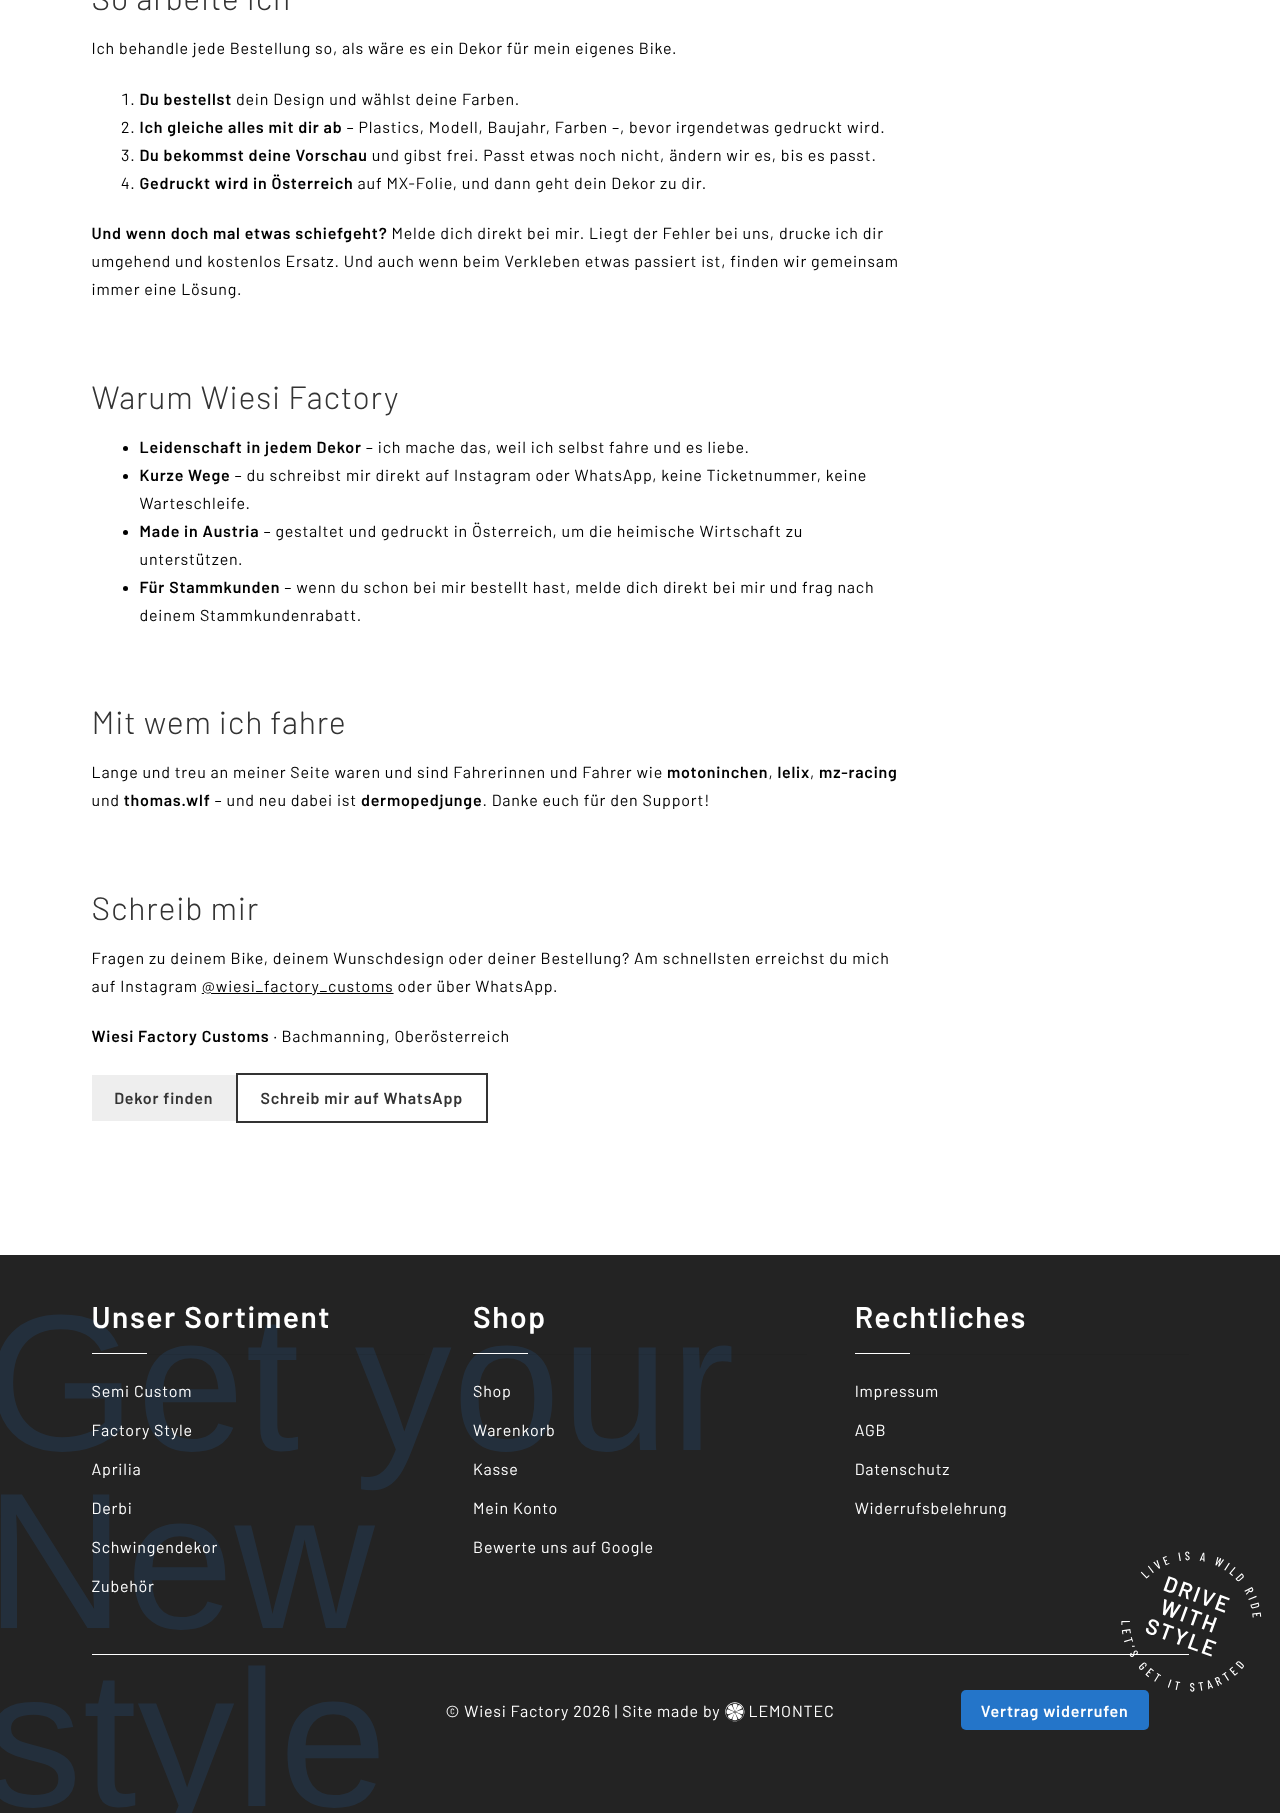 So arbeite ich
Ich behandle jede Bestellung so, als wäre es ein Dekor für mein eigenes Bike.
1. Du bestellst dein Design und wählst deine Farben.
2. Ich gleiche alles mit dir ab – Plastics, Modell, Baujahr, Farben –, bevor irgendetwas gedruckt wird.
3. Du bekommst deine Vorschau und gibst frei. Passt etwas noch nicht, ändern wir es, bis es passt.
4. Gedruckt wird in Österreich auf MX-Folie, und dann geht dein Dekor zu dir.
Und wenn doch mal etwas schiefgeht? Melde dich direkt bei mir. Liegt der Fehler bei uns, drucke ich dir
umgehend und kostenlos Ersatz. Und auch wenn beim Verkleben etwas passiert ist, finden wir gemeinsam
immer eine Lösung.
Warum Wiesi Factory
• Leidenschaft in jedem Dekor – ich mache das, weil ich selbst fahre und es liebe.
• Kurze Wege – du schreibst mir direkt auf Instagram oder WhatsApp, keine Ticketnummer, keine
Warteschleife.
• Made in Austria – gestaltet und gedruckt in Österreich, um die heimische Wirtschaft zu
unterstützen.
• Für Stammkunden – wenn du schon bei mir bestellt hast, melde dich direkt bei mir und frag nach
deinem Stammkundenrabatt.
Mit wem ich fahre
Lange und treu an meiner Seite waren und sind Fahrerinnen und Fahrer wie motoninchen, lelix, mz-racing
und thomas.wlf – und neu dabei ist dermopedjunge. Danke euch für den Support!
Schreib mir
Fragen zu deinem Bike, deinem Wunschdesign oder deiner Bestellung? Am schnellsten erreichst du mich
auf Instagram @wiesi_factory_customs oder über WhatsApp.
Wiesi Factory Customs · Bachmanning, Oberösterreich
Dekor finden
Schreib mir auf WhatsApp
Get your
New
style
Unser Sortiment
Semi Custom
Factory Style
Aprilia
Derbi
Schwingendekor
Zubehör
Shop
Shop
Warenkorb
Kasse
Mein Konto
Bewerte uns auf Google
Rechtliches
Impressum
AGB
Datenschutz
Widerrufsbelehrung
LIVE IS A WILD RIDE
DRIVE
WITH
STYLE
LET'S GET IT STARTED
© Wiesi Factory 2026 | Site made by LEMONTEC
Vertrag widerrufen